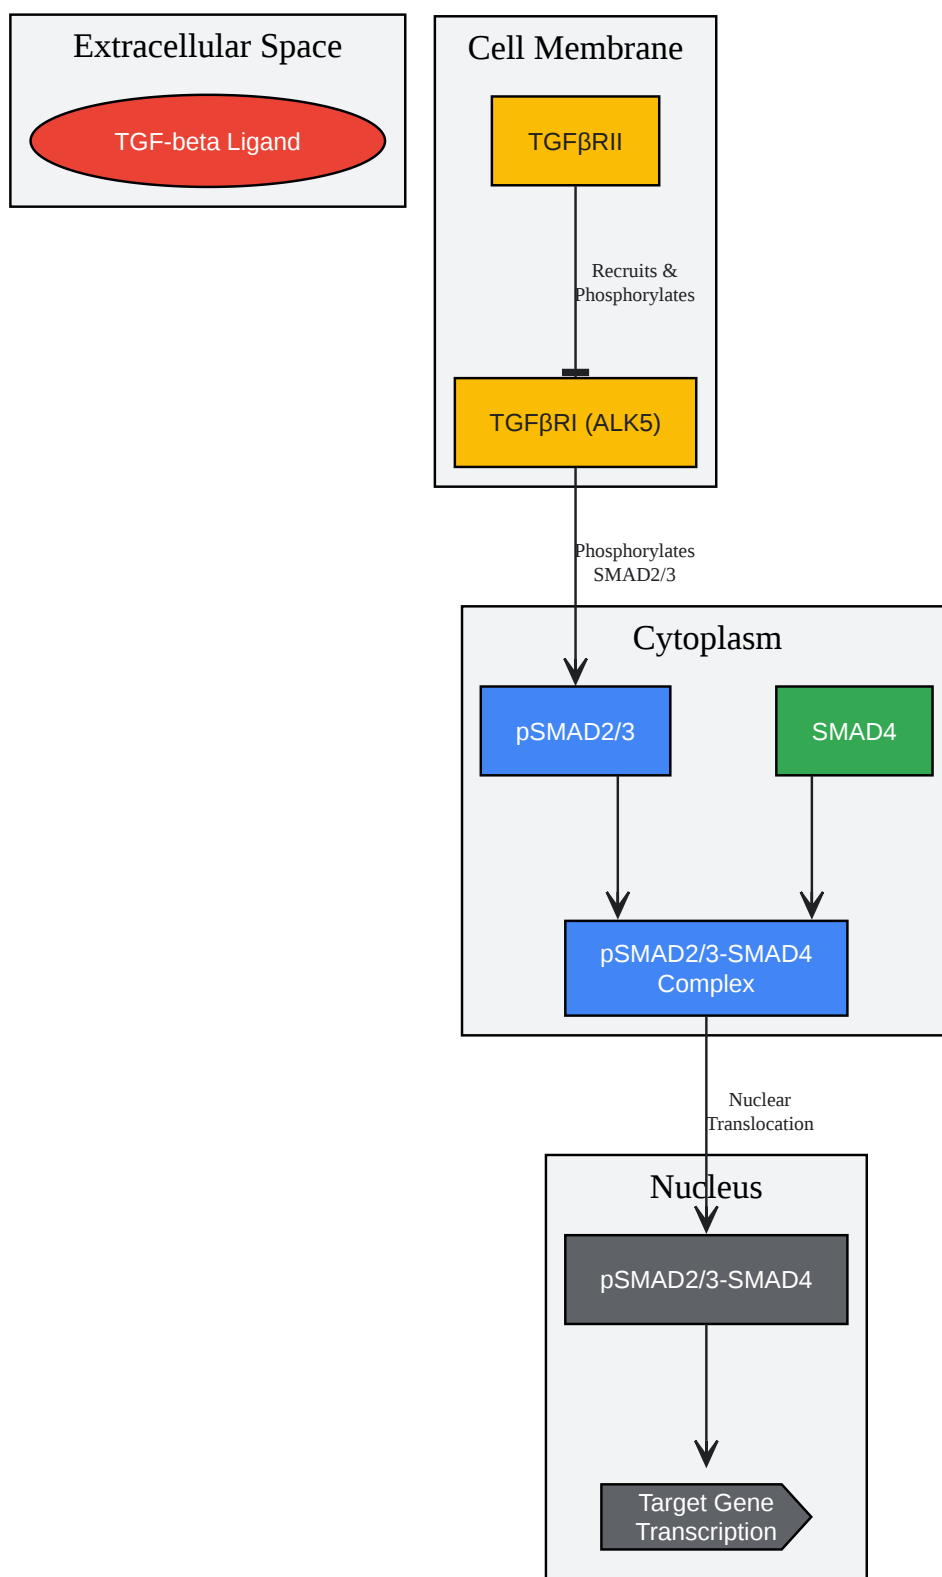 Extracellular Space
TGF-beta Ligand
Cell Membrane
TGFβRII
Recruits &
Phosphorylates
TGFβRI (ALK5)
Phosphorylates
SMAD2/3
Cytoplasm
pSMAD2/3
SMAD4
pSMAD2/3-SMAD4
Complex
Nuclear
Translocation
Nucleus
pSMAD2/3-SMAD4
Target Gene
Transcription